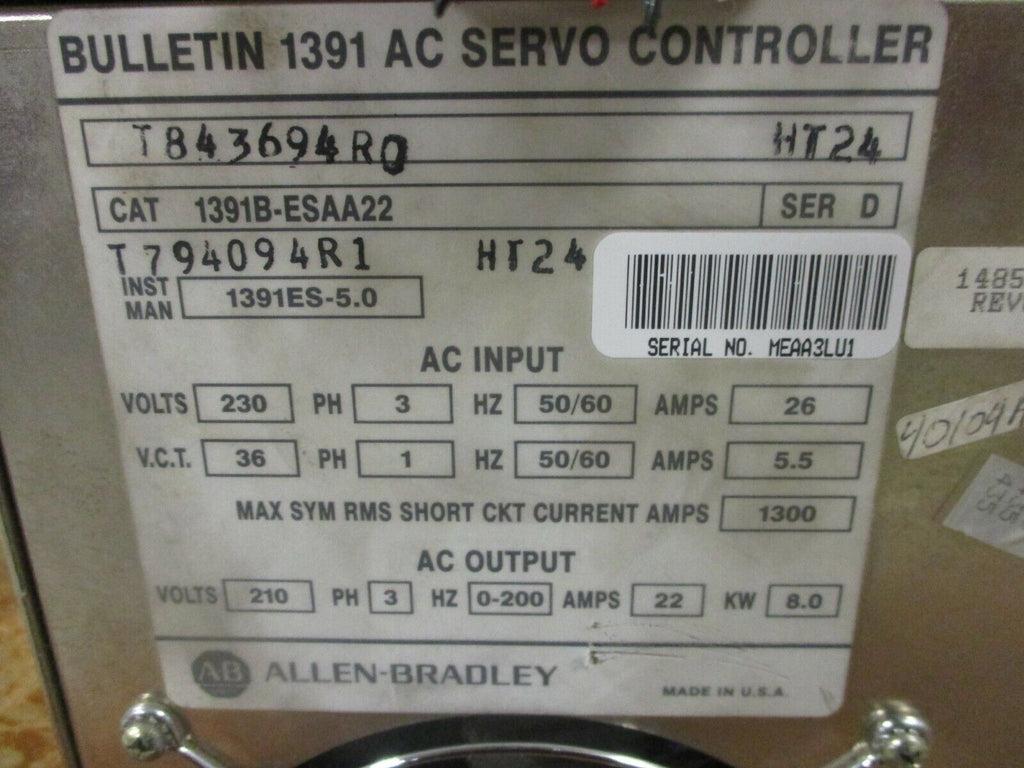 BULLETIN 1391 AC SERVO CONTROLLER
T843694R0 HT24
CAT 1391B-ESAA22 SER D
T794094R1 HT24
INST MAN 1391ES-5.0
SERIAL NO. MEAA3LU1
1485
REV
AC INPUT
VOLTS 230 PH 3 HZ 50/60 AMPS 26
40104
V.C.T. 36 PH 1 HZ 50/60 AMPS 5.5
MAX SYM RMS SHORT CKT CURRENT AMPS 1300
AC OUTPUT
VOLTS 210 PH 3 HZ 0-200 AMPS 22 KW 8.0
AB ALLEN-BRADLEY
MADE IN U.S.A.